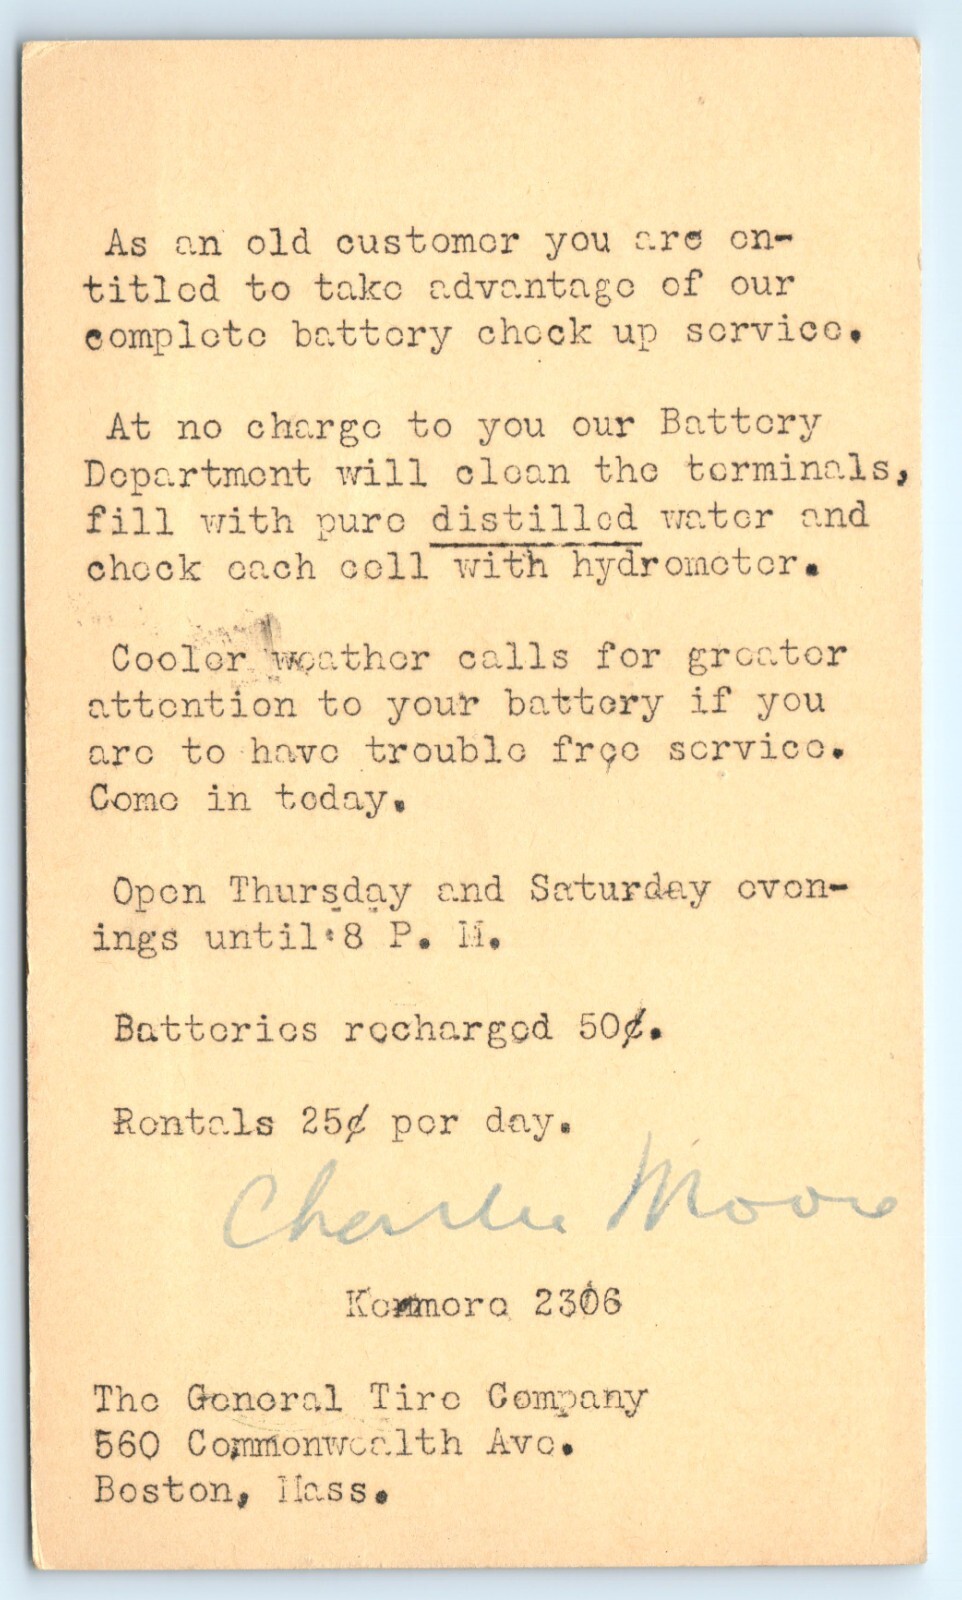 As an old customer you are en-
titled to take advantage of our
complete battery check up service.
At no charge to you our Battery
Department will clean the terminals,
fill with pure distilled water and
check each cell with hydrometer.
Cooler weather calls for greater
attention to your battery if you
are to have trouble free service.
Come in today.
Open Thursday and Saturday even-
ings until 8 P. M.
Batteries recharged 50¢.
Rentals 25¢ per day.
Charlie Moore
Kenmore 2306
The General Tire Company
560 Commonwealth Ave.
Boston, Mass.